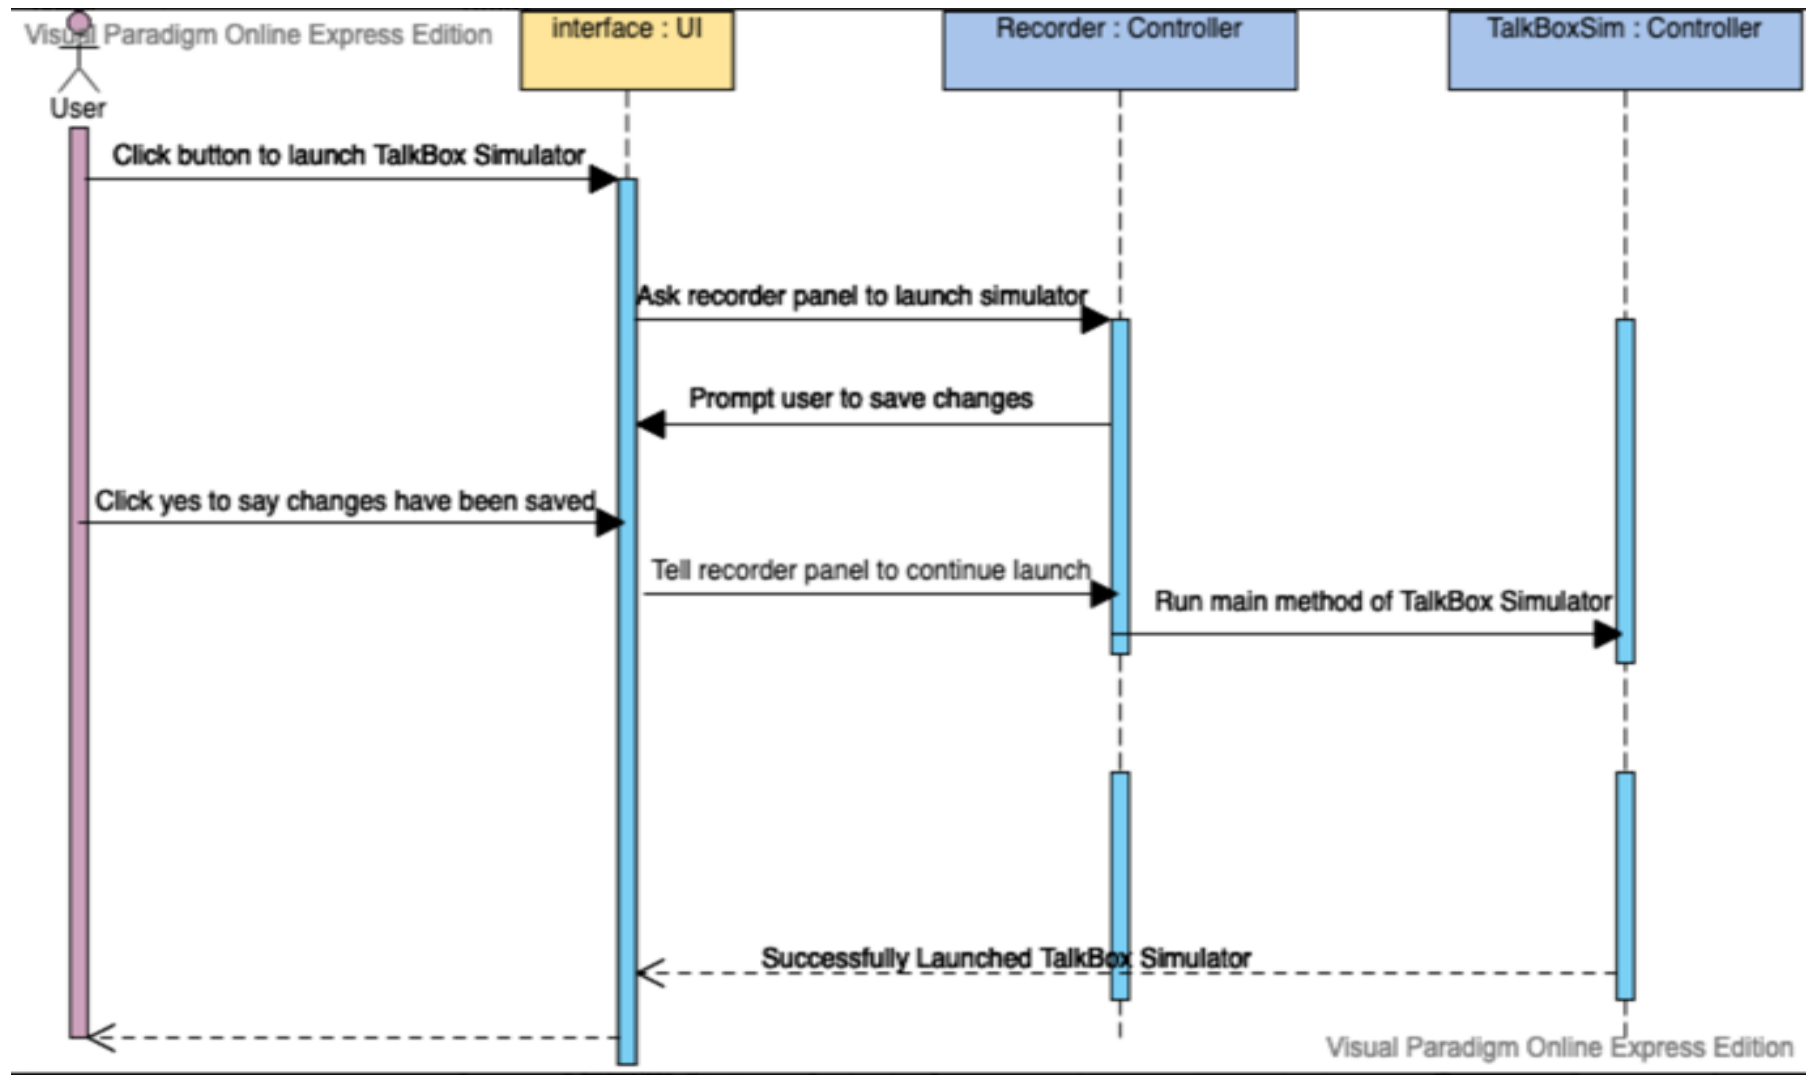 Visual Paradigm Online Express Edition
interface : UI
Recorder : Controller
TalkBoxSim : Controller
User
Click button to launch TalkBox Simulator
Ask recorder panel to launch simulator
Prompt user to save changes
Click yes to say changes have been saved
Tell recorder panel to continue launch
Run main method of TalkBox Simulator
Successfully Launched TalkBox Simulator
Visual Paradigm Online Express Edition